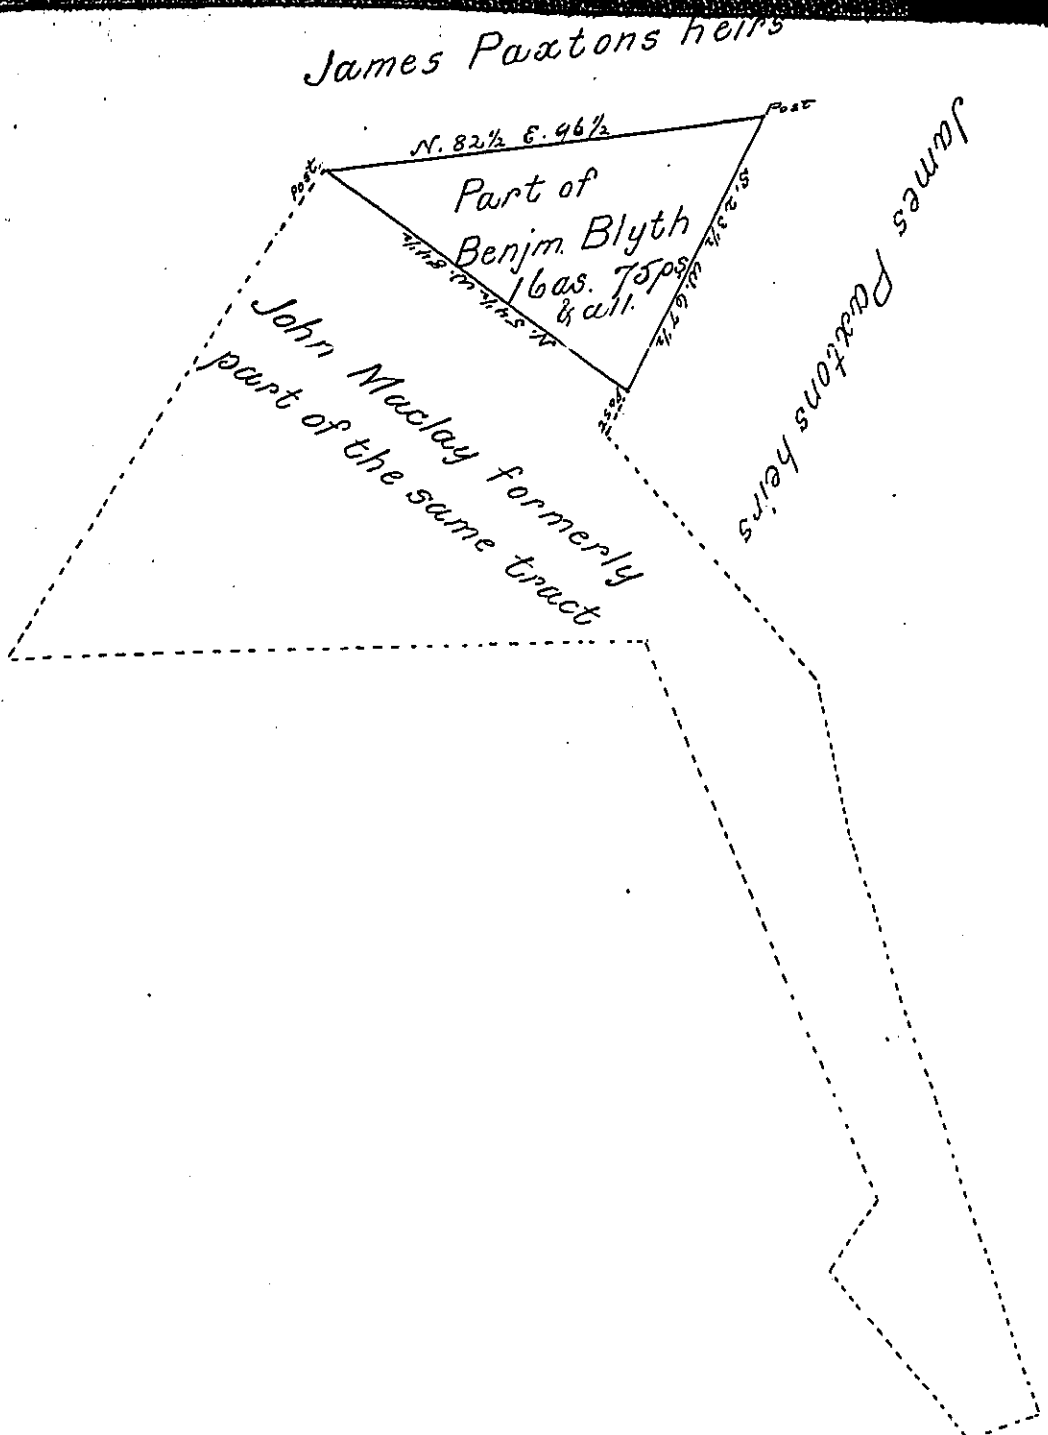 James Paxtons heirs
Post
N. 82½ E. 96½
Post
Part of
Benjm. Blyth
16as. 75ps
& all.
S. 23½ W. 67½
N. 54½ W. 84½
Post
James Paxtons heirs
John Maclay formerly
part of the same tract